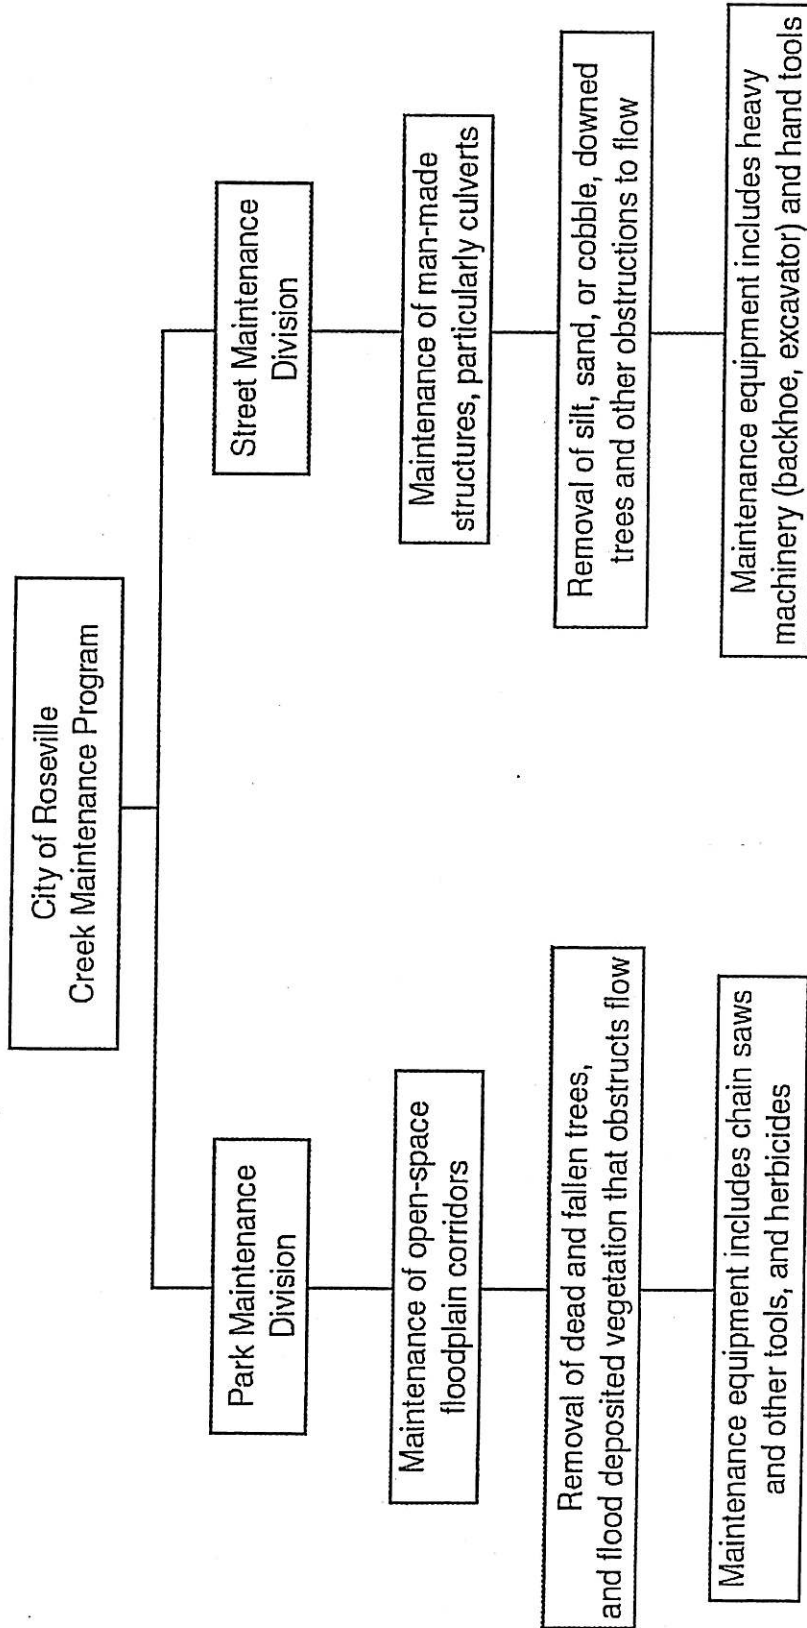 City of Roseville
Creek Maintenance Program
Park Maintenance
Division
Maintenance of open-space
floodplain corridors
Removal of dead and fallen trees,
and flood deposited vegetation that obstructs flow
Maintenance equipment includes chain saws
and other tools, and herbicides
Street Maintenance
Division
Maintenance of man-made
structures, particularly culverts
Removal of silt, sand, or cobble, downed
trees and other obstructions to flow
Maintenance equipment includes heavy
machinery (backhoe, excavator) and hand tools